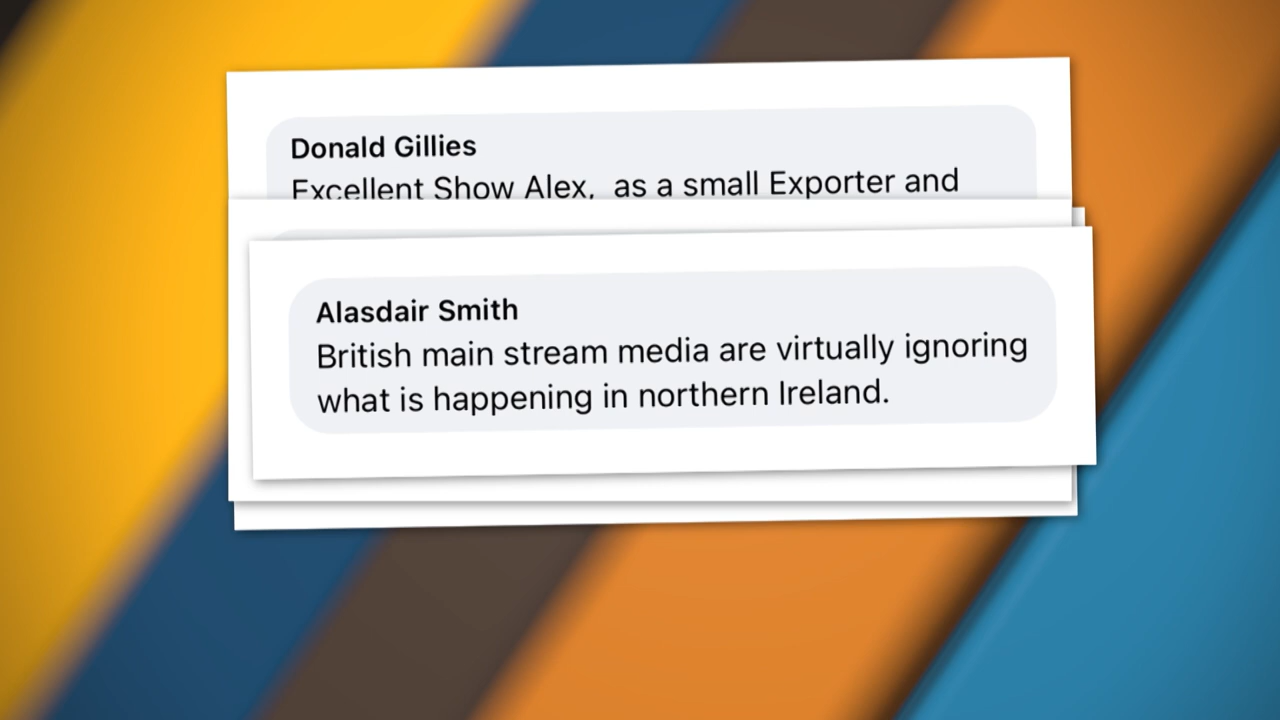 Donald Gillies
Excellent Show Alex, as a small Exporter and
Alasdair Smith
British main stream media are virtually ignoring
what is happening in northern Ireland.